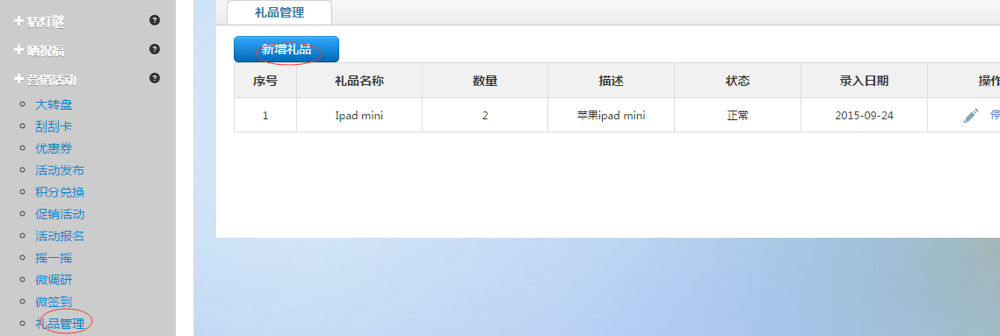 猜灯谜
晒祝福
营销活动
大转盘
刮刮卡
优惠券
活动发布
积分兑换
促销活动
活动报名
摇一摇
微调研
微签到
礼品管理
礼品管理
新增礼品
序号 礼品名称 数量 描述 状态 录入日期 操作
1 Ipad mini 2 苹果ipad mini 正常 2015-09-24 停